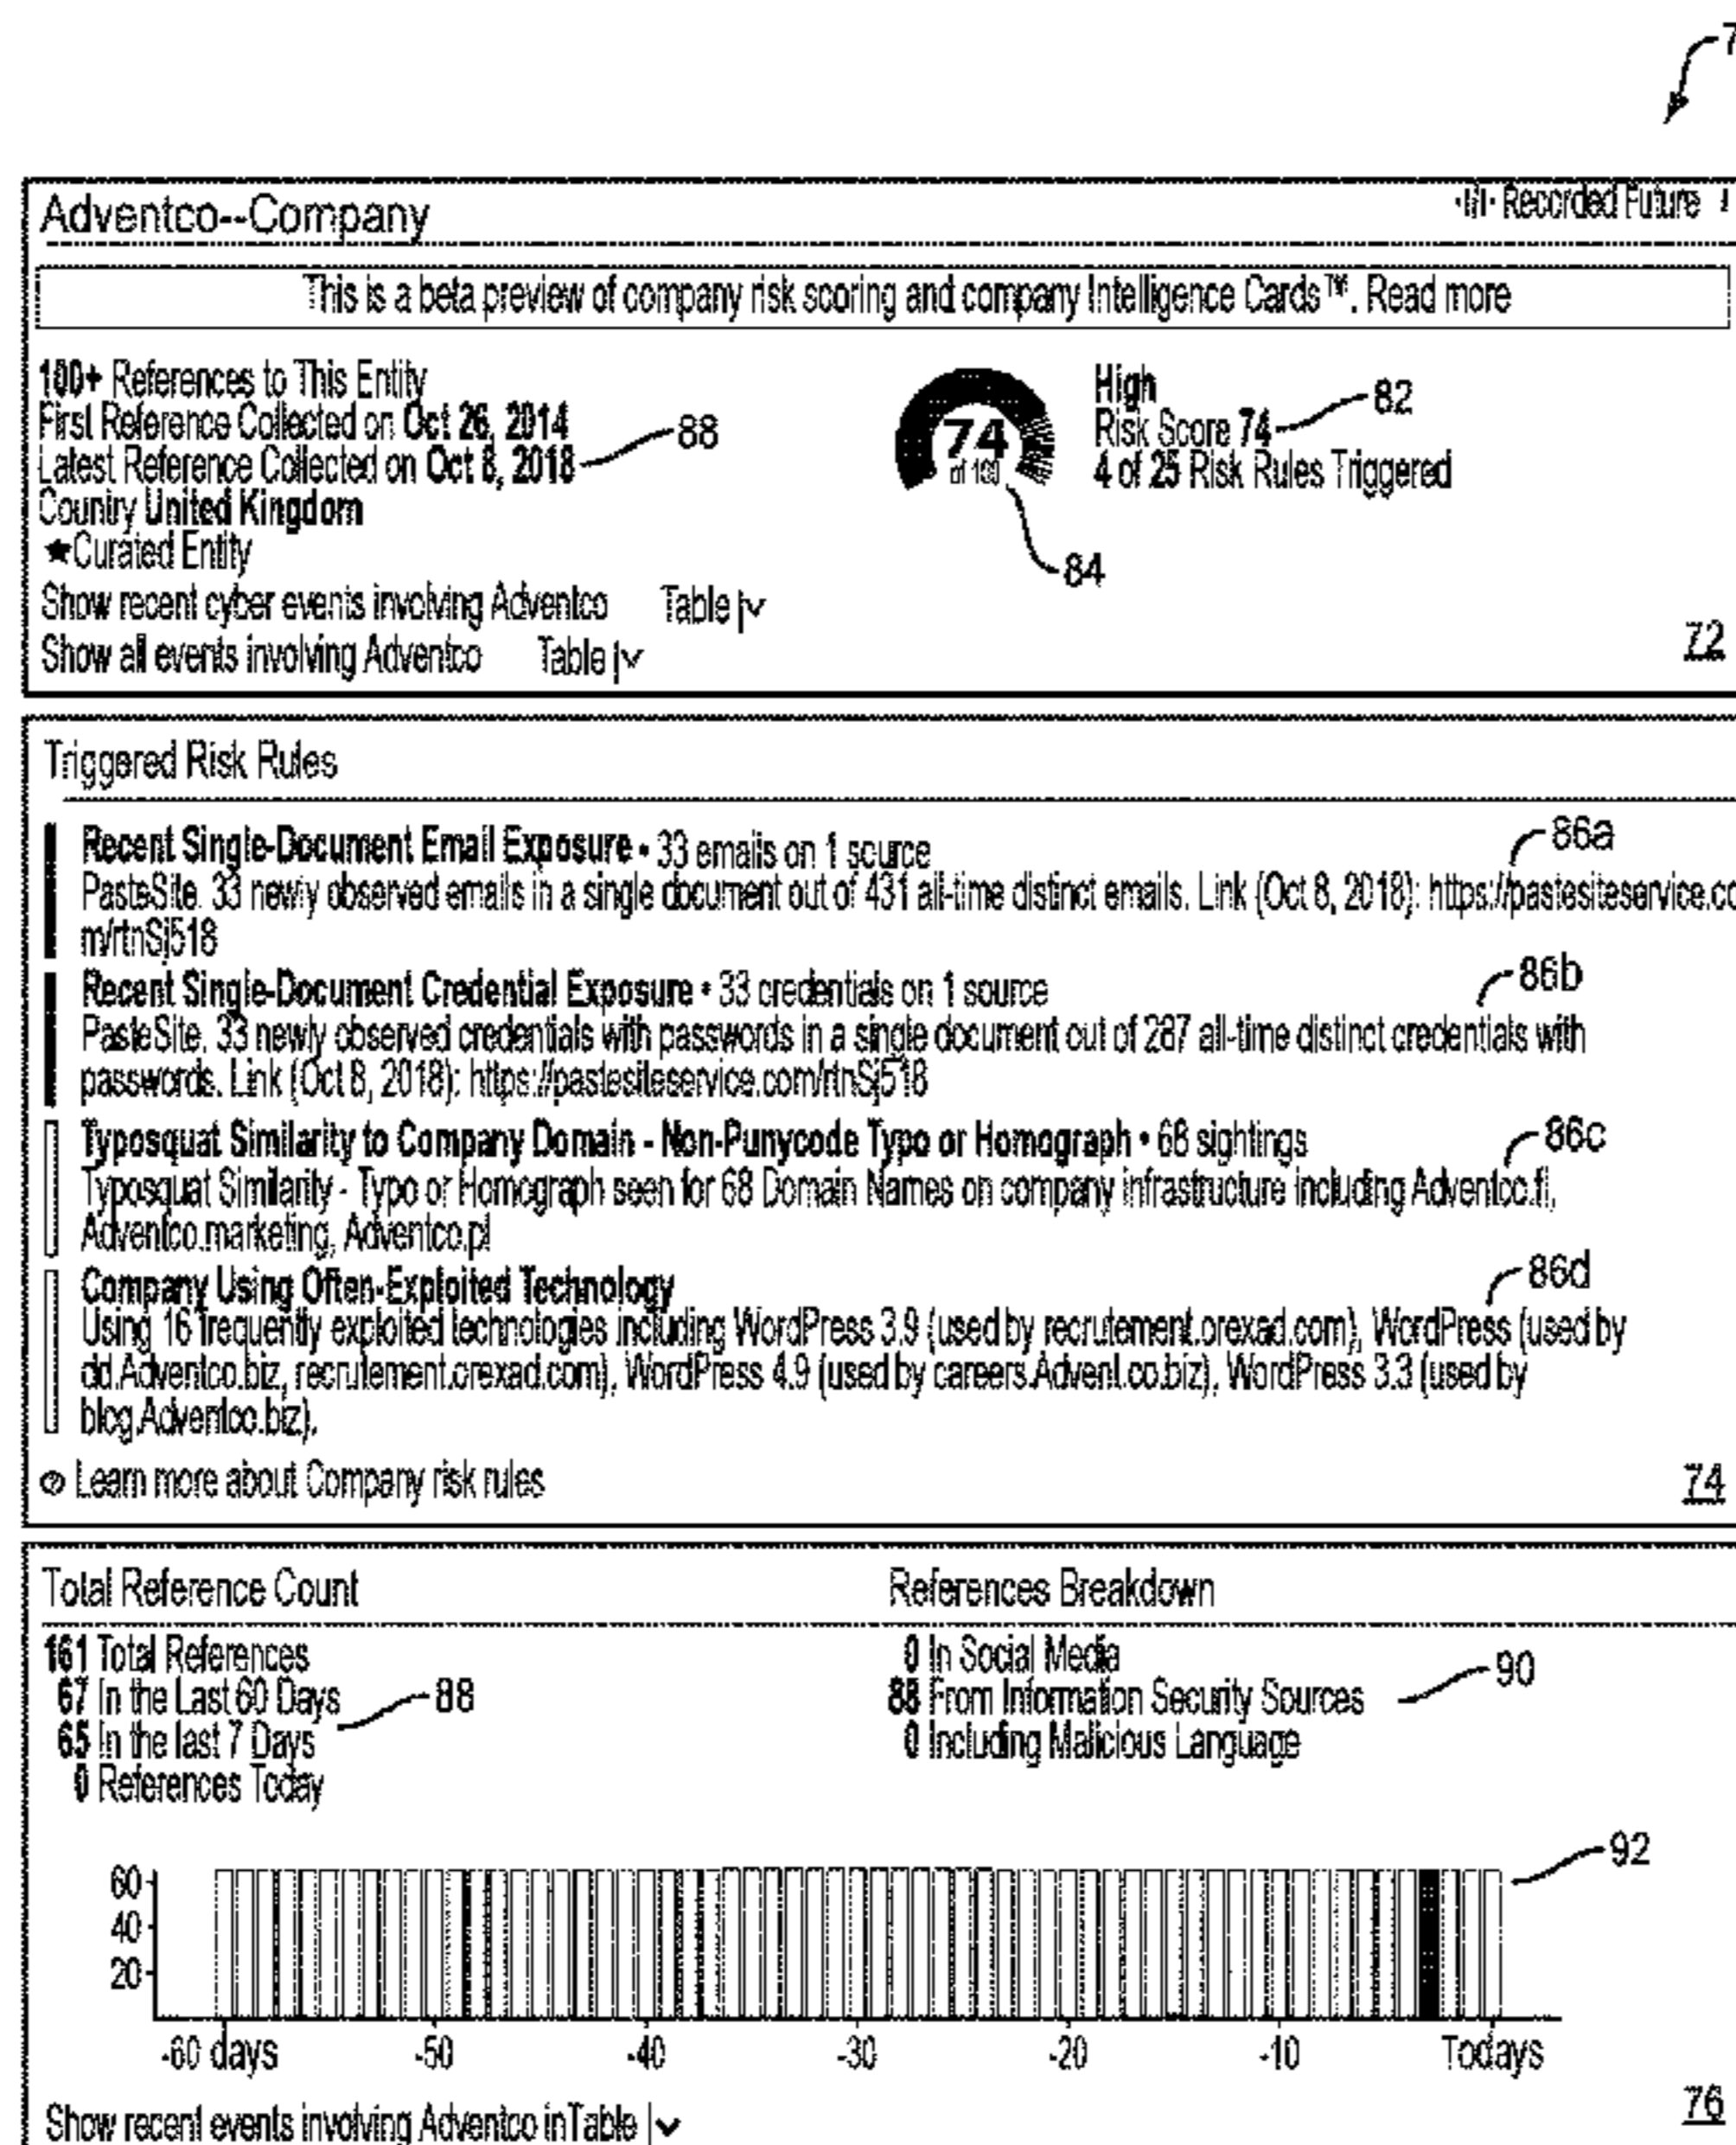 7
Adventco--Company
Recorded Future
This is a beta preview of company risk scoring and company Intelligence Cards™. Read more
100+ References to This Entity
First Reference Collected on Oct 26, 2014
Latest Reference Collected on Oct 8, 2018
88
Country United Kingdom
★Curated Entity
Show recent cyber events involving Adventco Table
Show all events involving Adventco Table
74
of 100
84
High
Risk Score 74
82
4 of 25 Risk Rules Triggered
72
Triggered Risk Rules
Recent Single-Document Email Exposure • 33 emails on 1 source
86a
PasteSite. 33 newly observed emails in a single document out of 431 all-time distinct emails. Link (Oct 8, 2018): https://pastesiteservice.co
m/rtnSj518
Recent Single-Document Credential Exposure • 33 credentials on 1 source
86b
PasteSite. 33 newly observed credentials with passwords in a single document out of 287 all-time distinct credentials with
passwords. Link (Oct 8, 2018): https://pastesiteservice.com/rtnSj518
Typosquat Similarity to Company Domain - Non-Punycode Typo or Homograph • 68 sightings
86c
Typosquat Similarity - Typo or Homograph seen for 68 Domain Names on company infrastructure including Adventco.fi,
Adventco.marketing, Adventco.pl
Company Using Often-Exploited Technology
86d
Using 16 frequently exploited technologies including WordPress 3.9 (used by recrutement.orexad.com), WordPress (used by
dd.Adventco.biz, recrutement.orexad.com), WordPress 4.9 (used by careers.Advent.co.biz), WordPress 3.3 (used by
blog.Adventco.biz).
Learn more about Company risk rules
74
Total Reference Count
161 Total References
67 In the Last 60 Days
88
65 In the last 7 Days
0 References Today
References Breakdown
0 In Social Media
88 From Information Security Sources
90
0 Including Malicious Language
92
60
40
20
-60 days -50 -40 -30 -20 -10 Todays
76
Show recent events involving Adventco in Table